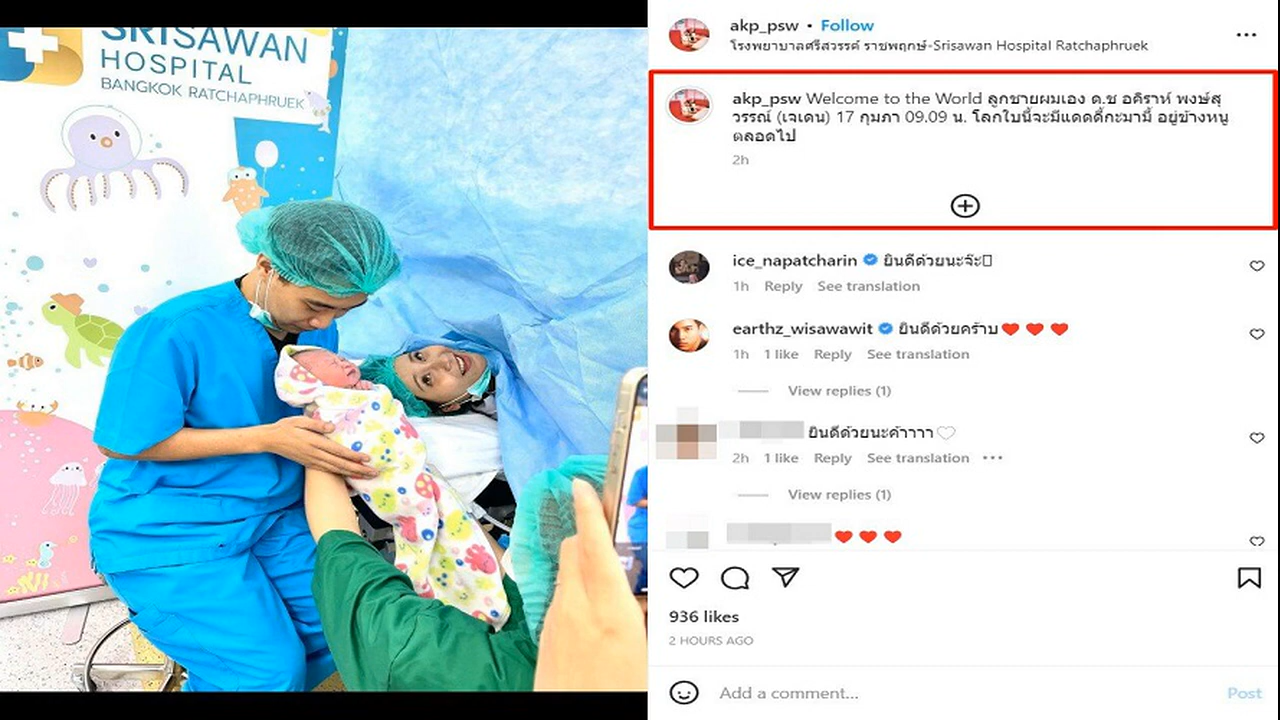 SRISAWAN
HOSPITAL
BANGKOK RATCHAPHRUEK
akp_psw • Follow
โรงพยาบาลศรีสวรรค์ ราชพฤกษ์-Srisawan Hospital Ratchaphruek
akp_psw Welcome to the World ลูกชายผมเอง ด.ช อคิราห์ พงษ์สุ
วรรณ์ (เจเดน) 17 กุมภา 09.09 น. โลกใบนี้จะมีแดดดี้กะมามี้ อยู่ข้างหนู
ตลอดไป
2h
ice_napatcharin ยินดีด้วยนะจ๊ะ
1h Reply See translation
earthz_wisawawit ยินดีด้วยคร้าบ❤❤❤
1h 1 like Reply See translation
View replies (1)
ยินดีด้วยนะค้าาาา♡
2h 1 like Reply See translation •••
View replies (1)
❤❤❤
936 likes
2 HOURS AGO
Add a comment... Post